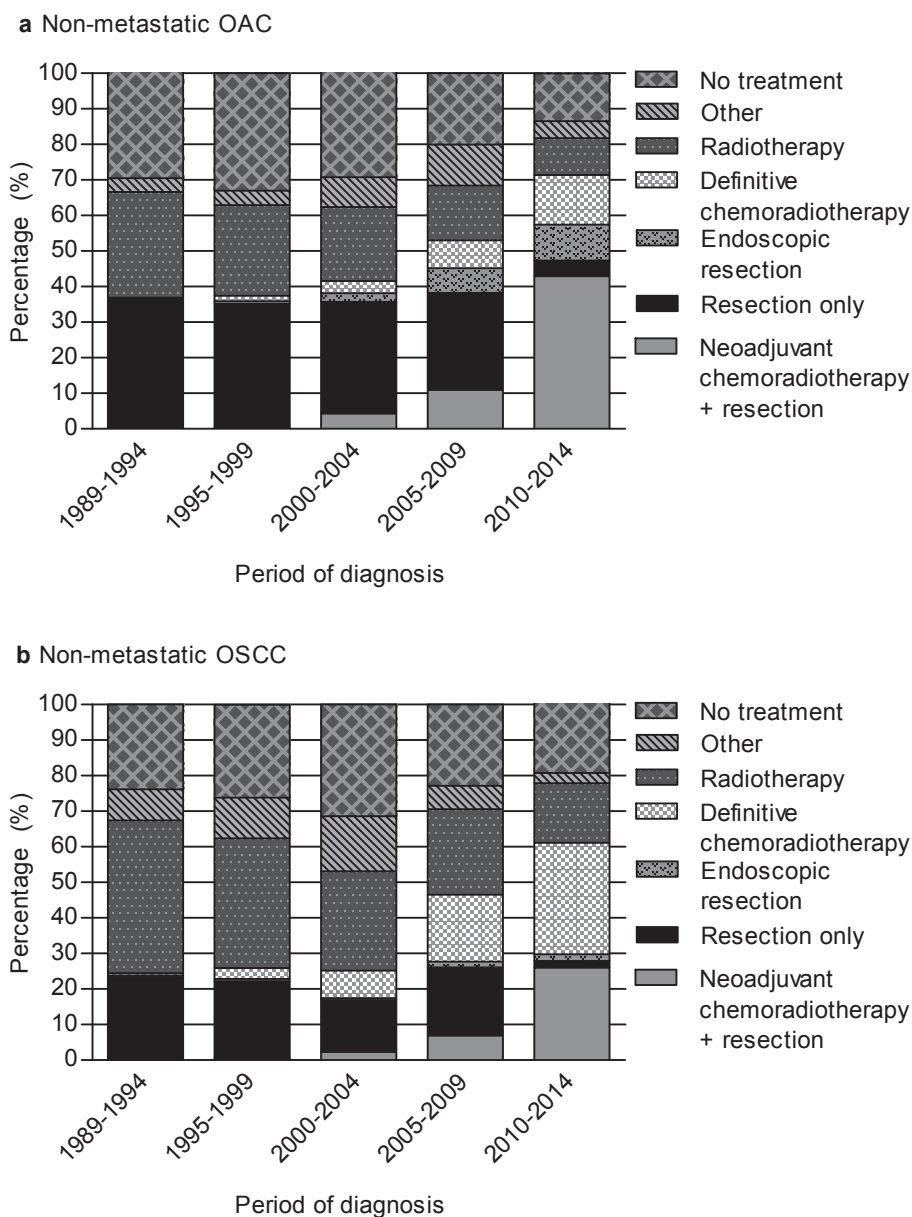 a Non-metastatic OAC
Percentage (%)
100
90
80
70
60
50
40
30
20
10
0
1989-1994
1995-1999
2000-2004
2005-2009
2010-2014
Period of diagnosis
No treatment
Other
Radiotherapy
Definitive
chemoradiotherapy
Endoscopic
resection
Resection only
Neoadjuvant
chemoradiotherapy
+ resection
b Non-metastatic OSCC
Percentage (%)
100
90
80
70
60
50
40
30
20
10
0
1989-1994
1995-1999
2000-2004
2005-2009
2010-2014
Period of diagnosis
No treatment
Other
Radiotherapy
Definitive
chemoradiotherapy
Endoscopic
resection
Resection only
Neoadjuvant
chemoradiotherapy
+ resection